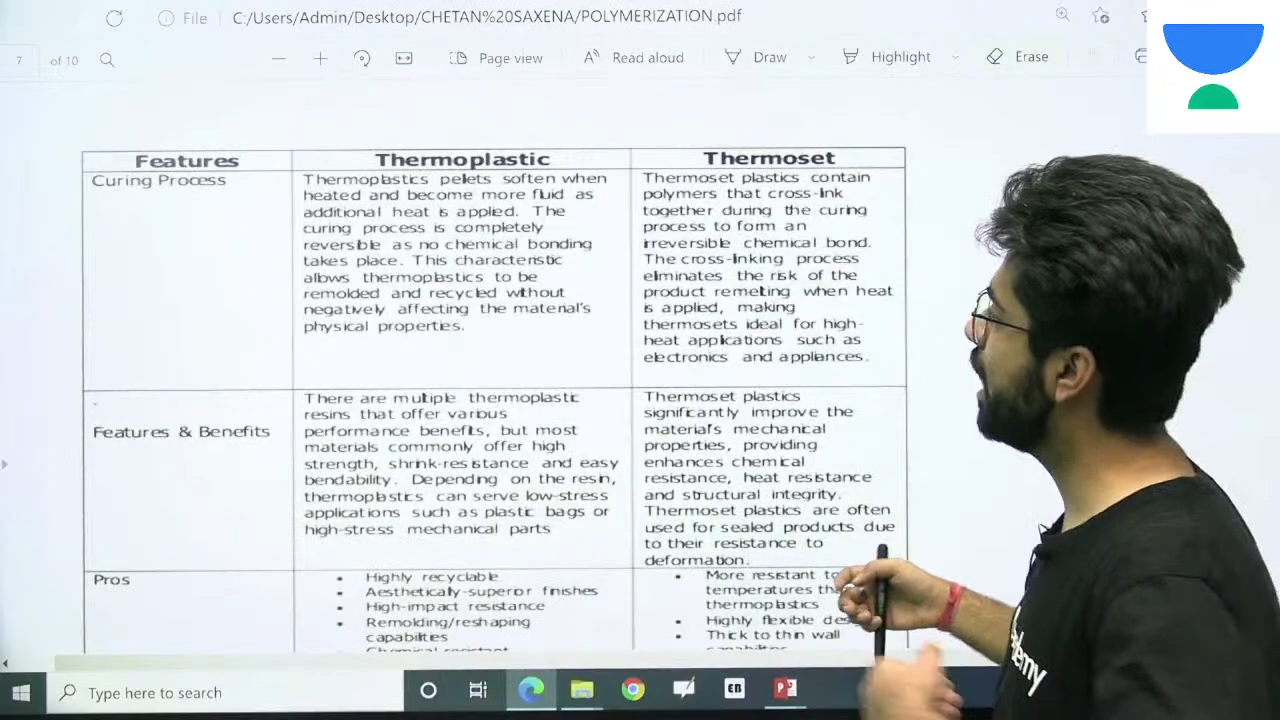 File C:/Users/Admin/Desktop/CHETAN%20SAXENA/POLYMERIZATION.pdf
7 of 10 Page view Read aloud Draw Highlight Erase
Features Thermoplastic Thermoset
Curing Process
Thermoplastics pellets soften when
heated and become more fluid as
additional heat is applied. The
curing process is completely
reversible as no chemical bonding
takes place. This characteristic
allows thermoplastics to be
remolded and recycled without
negatively affecting the material's
physical properties.
Thermoset plastics contain
polymers that cross-link
together during the curing
process to form an
irreversible chemical bond.
The cross-linking process
eliminates the risk of the
product remelting when heat
is applied, making
thermosets ideal for high-
heat applications such as
electronics and appliances.
Features & Benefits
There are multiple thermoplastic
resins that offer various
performance benefits, but most
materials commonly offer high
strength, shrink-resistance and easy
bendability. Depending on the resin,
thermoplastics can serve low-stress
applications such as plastic bags or
high-stress mechanical parts
Thermoset plastics
significantly improve the
material's mechanical
properties, providing
enhances chemical
resistance, heat resistance
and structural integrity.
Thermoset plastics are often
used for sealed products due
to their resistance to
deformation.
Pros
• Highly recyclable
• Aesthetically-superior finishes
• High-impact resistance
• Remolding/reshaping
capabilities
Chemical resistant
• More resistant to
temperatures
thermoplastics
• Highly flexible
• Thick to thin wall
capabilities
Type here to search
EB